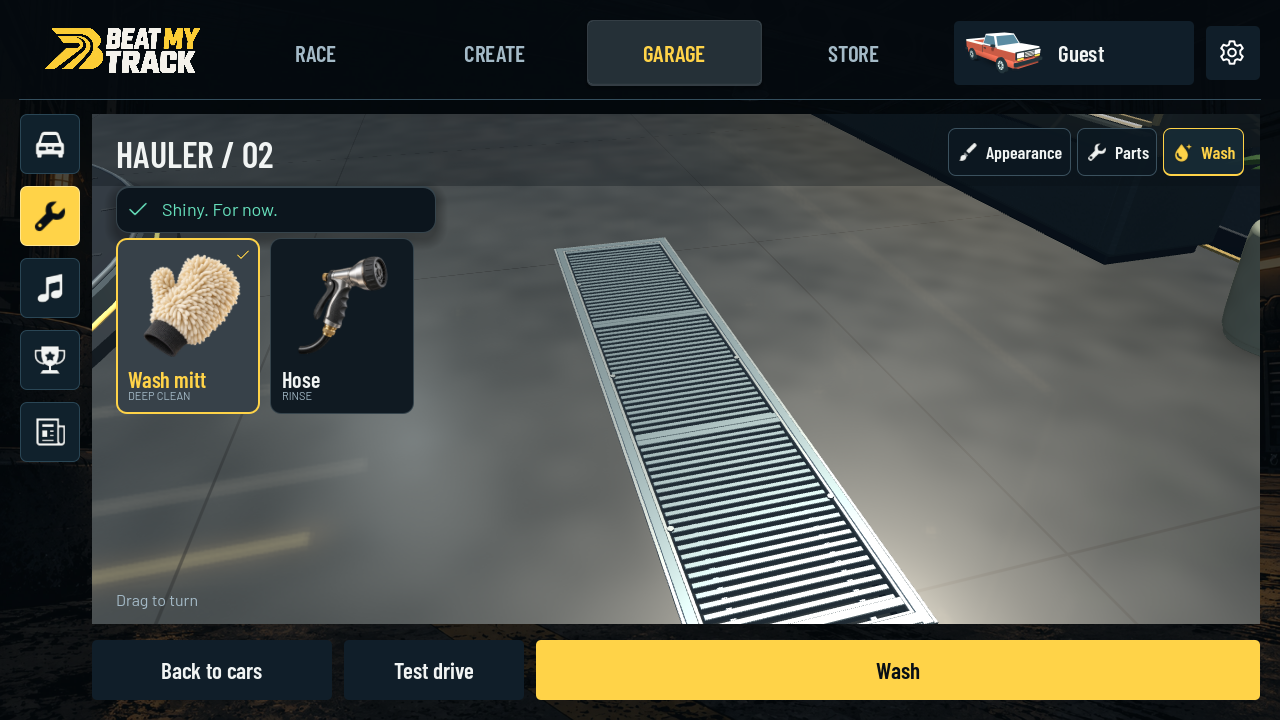 BEAT MY
TRACK
RACE
CREATE
GARAGE
STORE
Guest
HAULER / 02
Appearance
Parts
Wash
Shiny. For now.
Wash mitt
DEEP CLEAN
Hose
RINSE
Drag to turn
Back to cars
Test drive
Wash